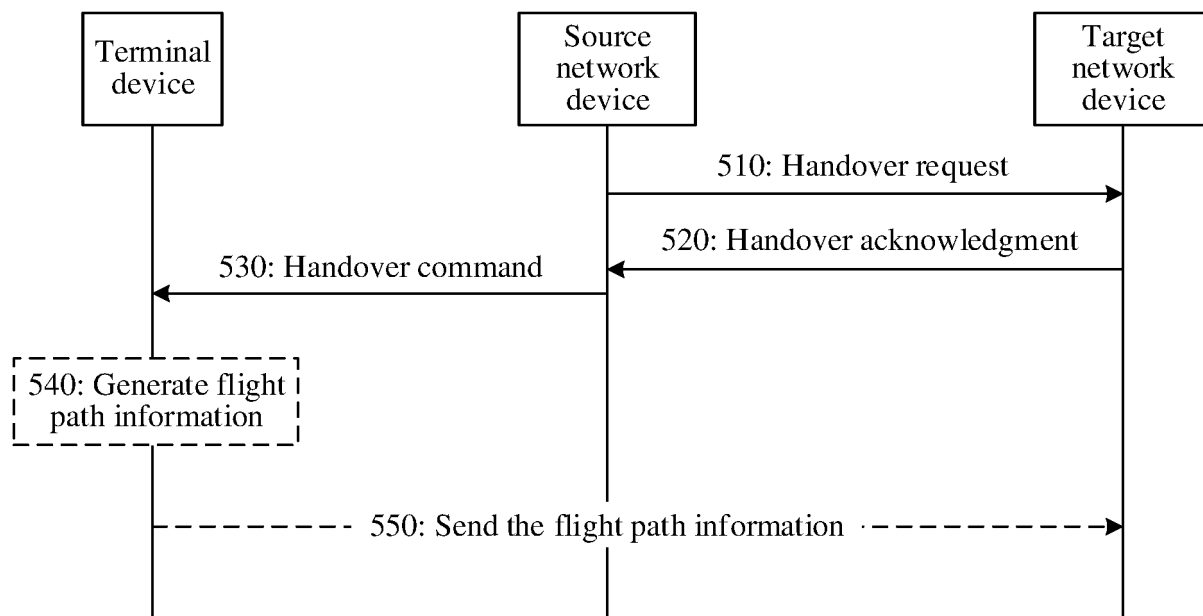 Terminal
device
Source
network
device
Target
network
device
510: Handover request
520: Handover acknowledgment
530: Handover command
540: Generate flight
path information
550: Send the flight path information